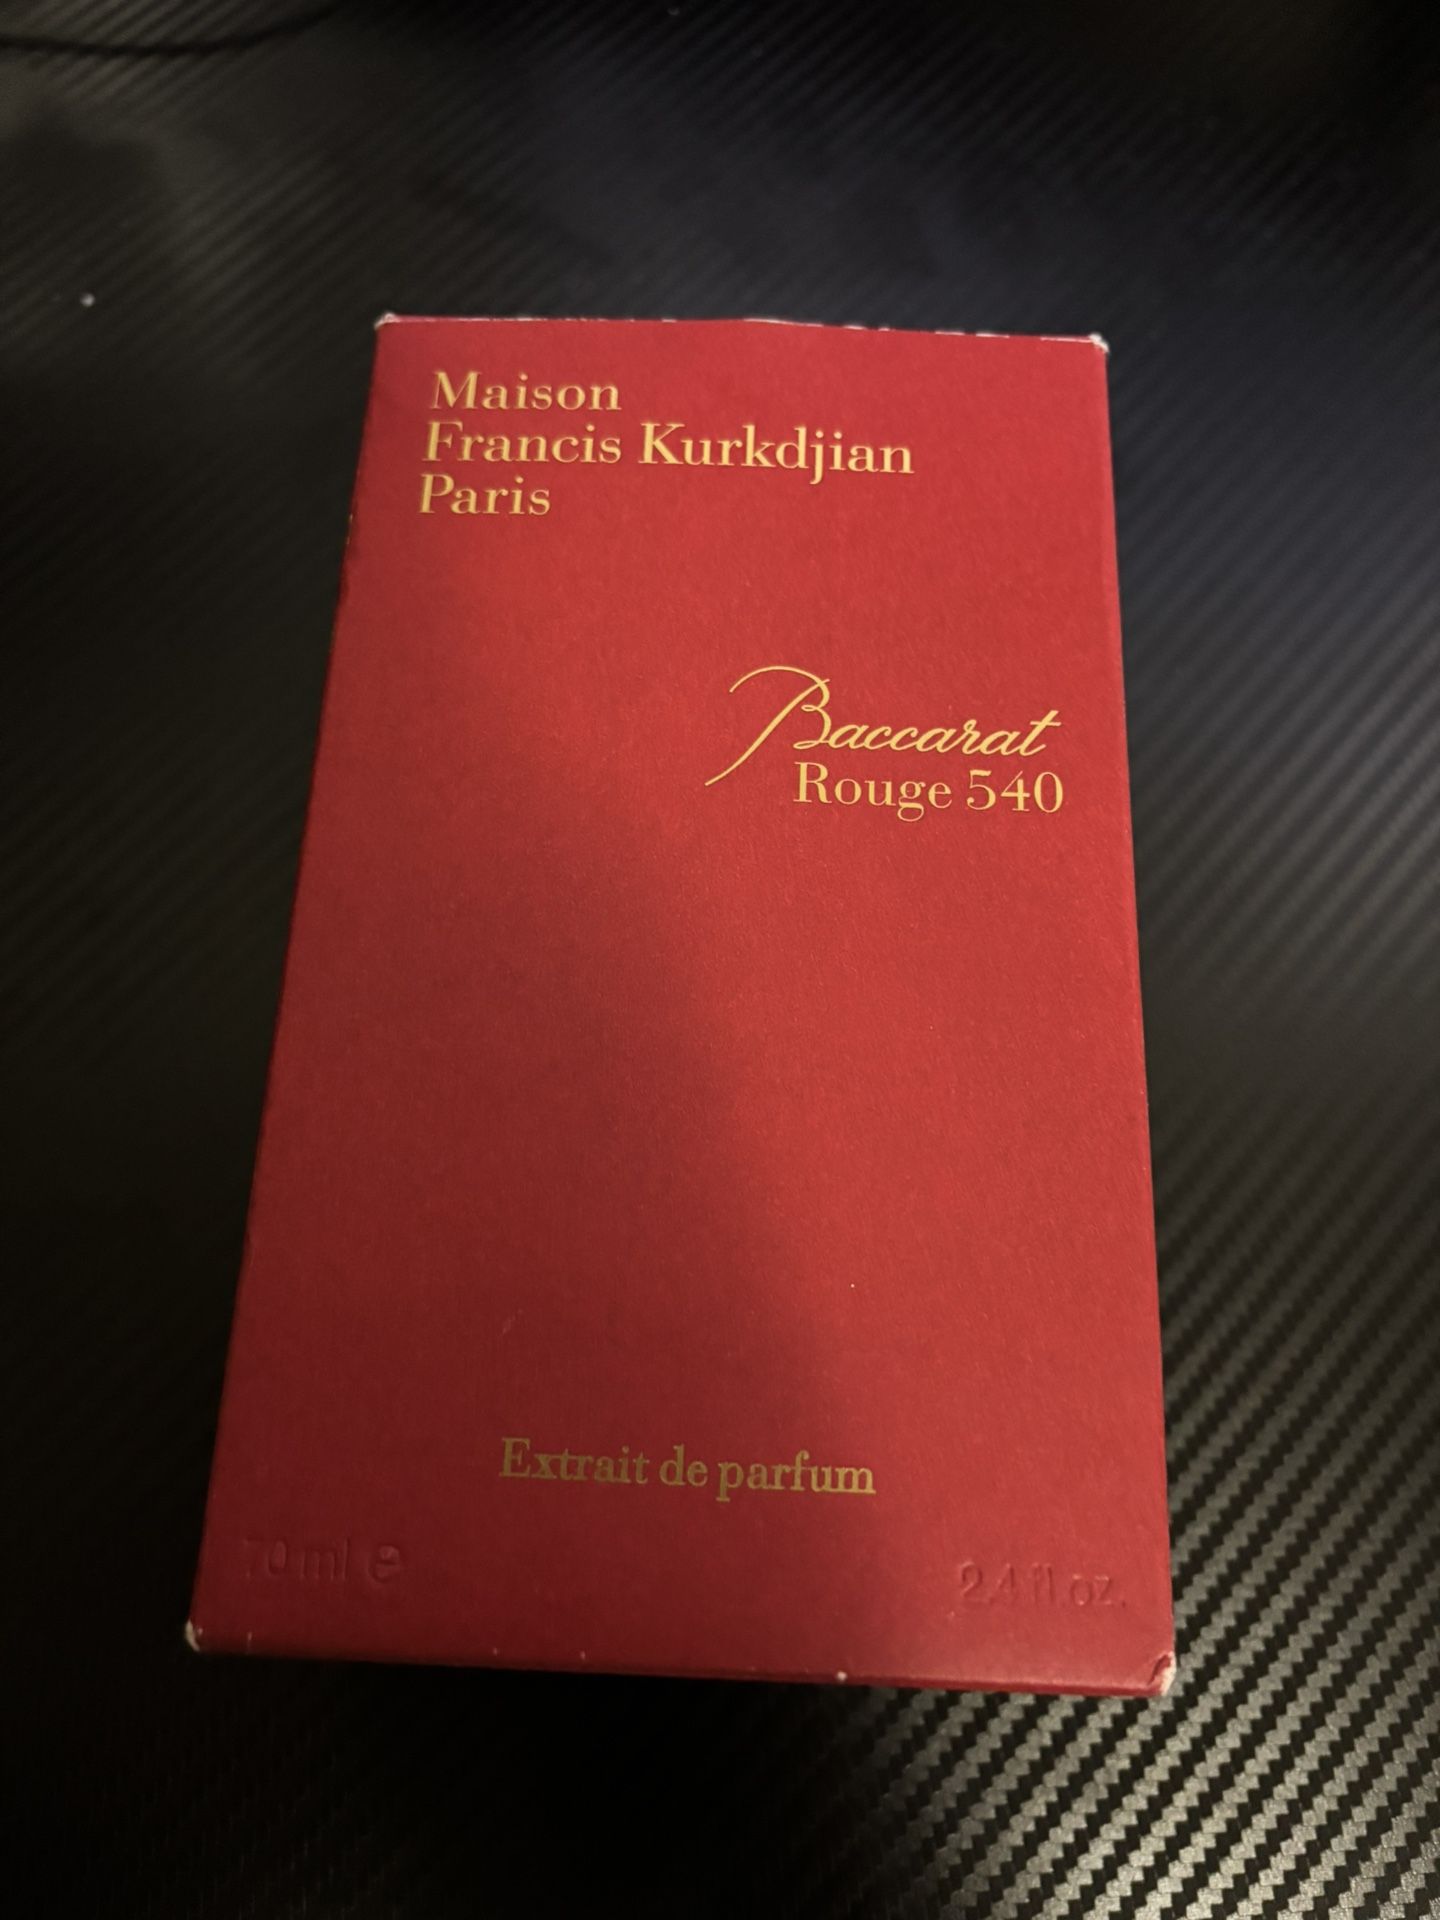 Maison
Francis Kurkdjian
Paris
Baccarat
Rouge 540
Extrait de parfum
70 ml ℮
2.4 fl oz.